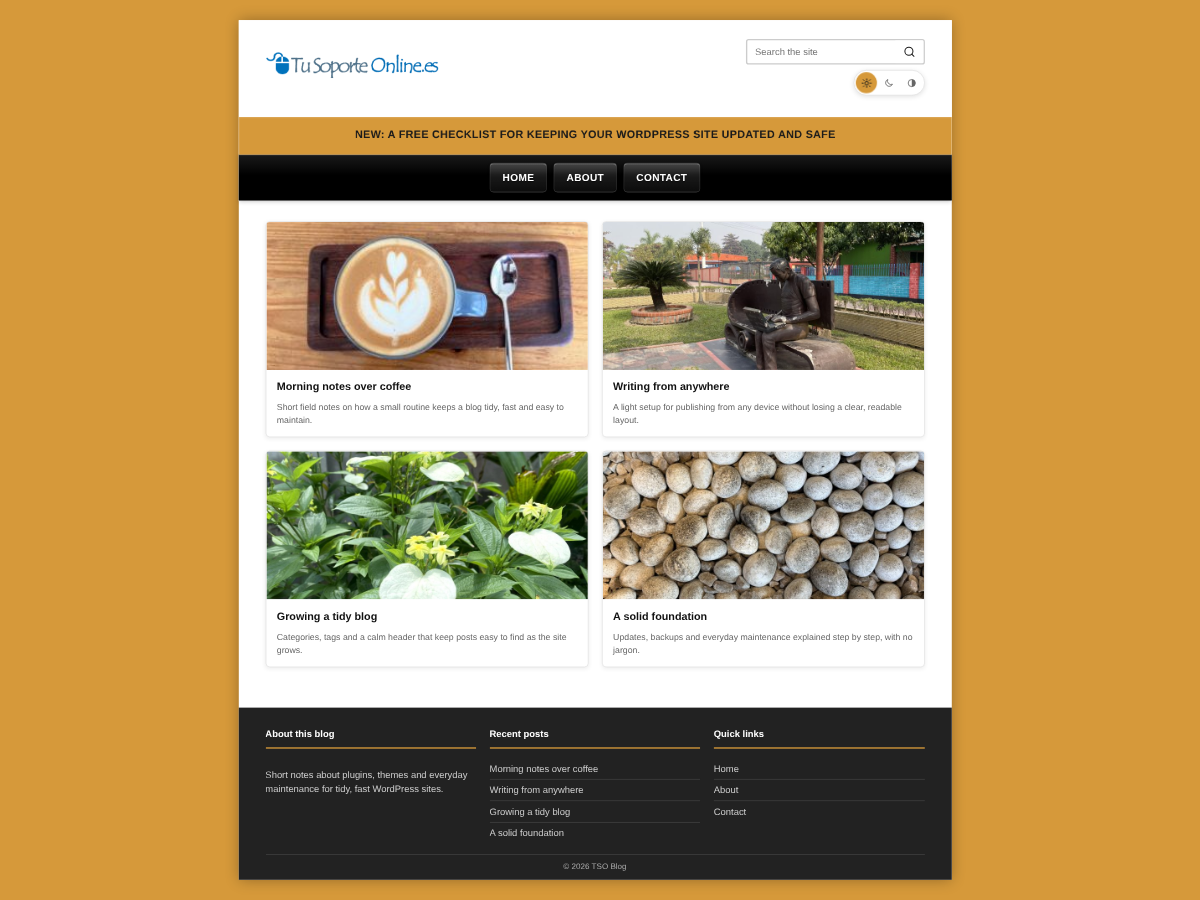 Tu Soporte Online.es
Search the site
NEW: A FREE CHECKLIST FOR KEEPING YOUR WORDPRESS SITE UPDATED AND SAFE
HOME
ABOUT
CONTACT
Morning notes over coffee
Short field notes on how a small routine keeps a blog tidy, fast and easy to
maintain.
Writing from anywhere
A light setup for publishing from any device without losing a clear, readable
layout.
Growing a tidy blog
Categories, tags and a calm header that keep posts easy to find as the site
grows.
A solid foundation
Updates, backups and everyday maintenance explained step by step, with no
jargon.
About this blog
Short notes about plugins, themes and everyday
maintenance for tidy, fast WordPress sites.
Recent posts
Morning notes over coffee
Writing from anywhere
Growing a tidy blog
A solid foundation
Quick links
Home
About
Contact
© 2026 TSO Blog